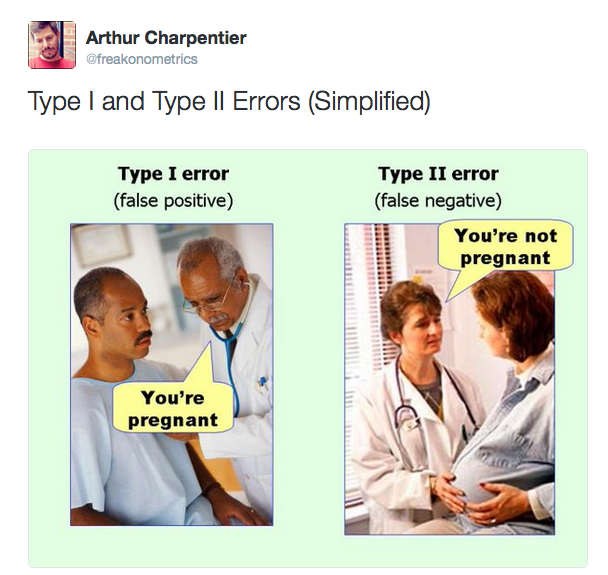 Arthur Charpentier
@freakonometrics
Type I and Type II Errors (Simplified)
Type I error
(false positive)
You're
pregnant
Type II error
(false negative)
You're not
pregnant